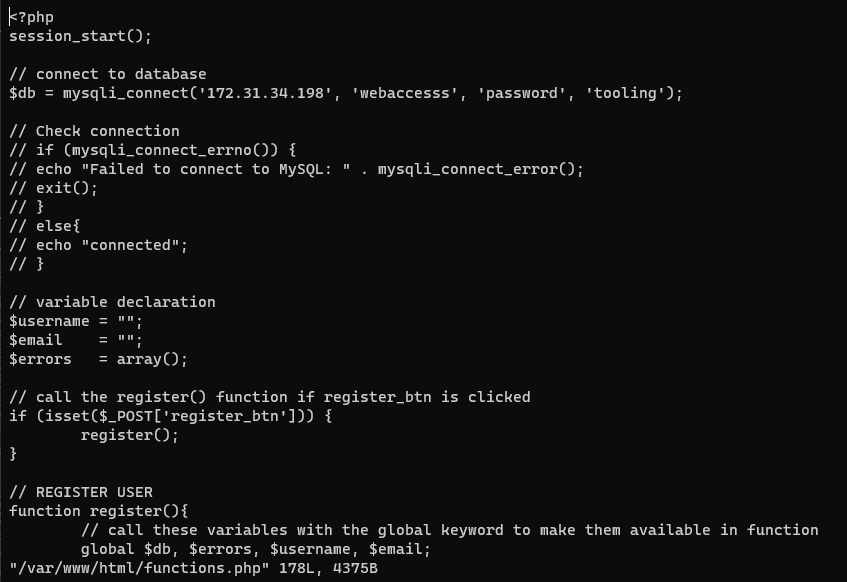 <?php
session_start();

// connect to database
$db = mysqli_connect('172.31.34.198', 'webaccesss', 'password', 'tooling');

// Check connection
// if (mysqli_connect_errno()) {
// echo "Failed to connect to MySQL: " . mysqli_connect_error();
// exit();
// }
// else{
// echo "connected";
// }

// variable declaration
$username = "";
$email    = "";
$errors   = array();

// call the register() function if register_btn is clicked
if (isset($_POST['register_btn'])) {
        register();
}

// REGISTER USER
function register(){
        // call these variables with the global keyword to make them available in function
        global $db, $errors, $username, $email;
"/var/www/html/functions.php" 178L, 4375B